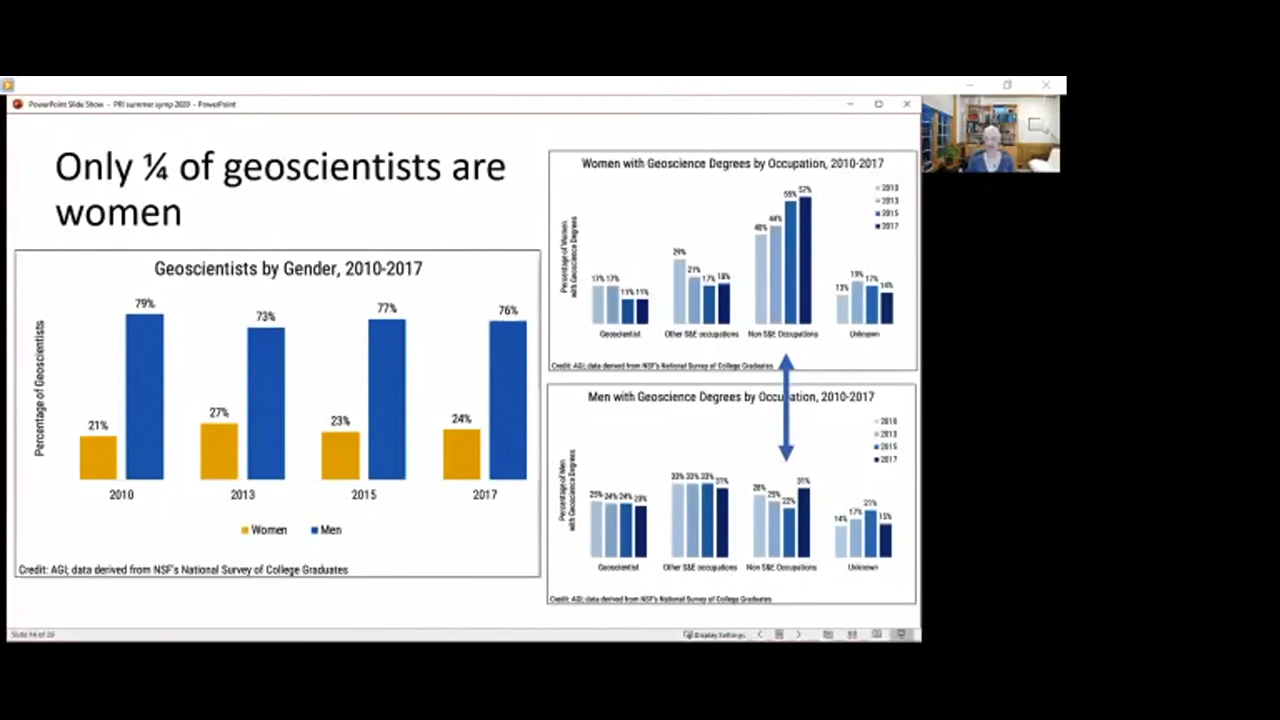 PowerPoint Slide Show - PRI summer symp 2020 - PowerPoint
Only ¼ of geoscientists are
women
Geoscientists by Gender, 2010-2017
Percentage of Geoscientists
79%
73%
77%
76%
21%
27%
23%
24%
2010
2013
2015
2017
Women
Men
Credit: AGI; data derived from NSF's National Survey of College Graduates
Women with Geoscience Degrees by Occupation, 2010-2017
Percentage of Women
with Geoscience Degrees
2010
2013
2015
2017
17% 17% 11% 11%
29% 21% 17% 18%
40% 44% 55% 57%
13% 19% 17% 14%
Geoscientist
Other S&E occupations
Non S&E Occupations
Unknown
Credit: AGI; data derived from NSF's National Survey of College Graduates
Men with Geoscience Degrees by Occupation, 2010-2017
Percentage of Men
with Geoscience Degrees
2010
2013
2015
2017
25% 24% 24% 23%
33% 33% 33% 31%
28% 25% 22% 31%
14% 17% 21% 15%
Geoscientist
Other S&E occupations
Non S&E Occupations
Unknown
Credit: AGI; data derived from NSF's National Survey of College Graduates
Display Settings